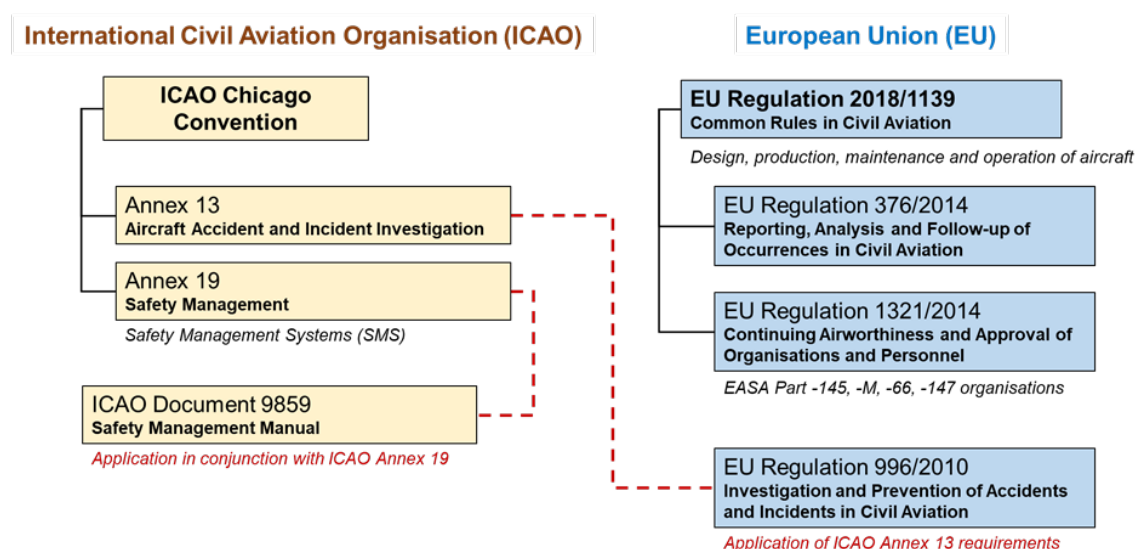 International Civil Aviation Organisation (ICAO)
ICAO Chicago
Convention
Annex 13
Aircraft Accident and Incident Investigation
Annex 19
Safety Management
Safety Management Systems (SMS)
ICAO Document 9859
Safety Management Manual
Application in conjunction with ICAO Annex 19
European Union (EU)
EU Regulation 2018/1139
Common Rules in Civil Aviation
Design, production, maintenance and operation of aircraft
EU Regulation 376/2014
Reporting, Analysis and Follow-up of
Occurrences in Civil Aviation
EU Regulation 1321/2014
Continuing Airworthiness and Approval of
Organisations and Personnel
EASA Part -145, -M, -66, -147 organisations
EU Regulation 996/2010
Investigation and Prevention of Accidents
and Incidents in Civil Aviation
Application of ICAO Annex 13 requirements